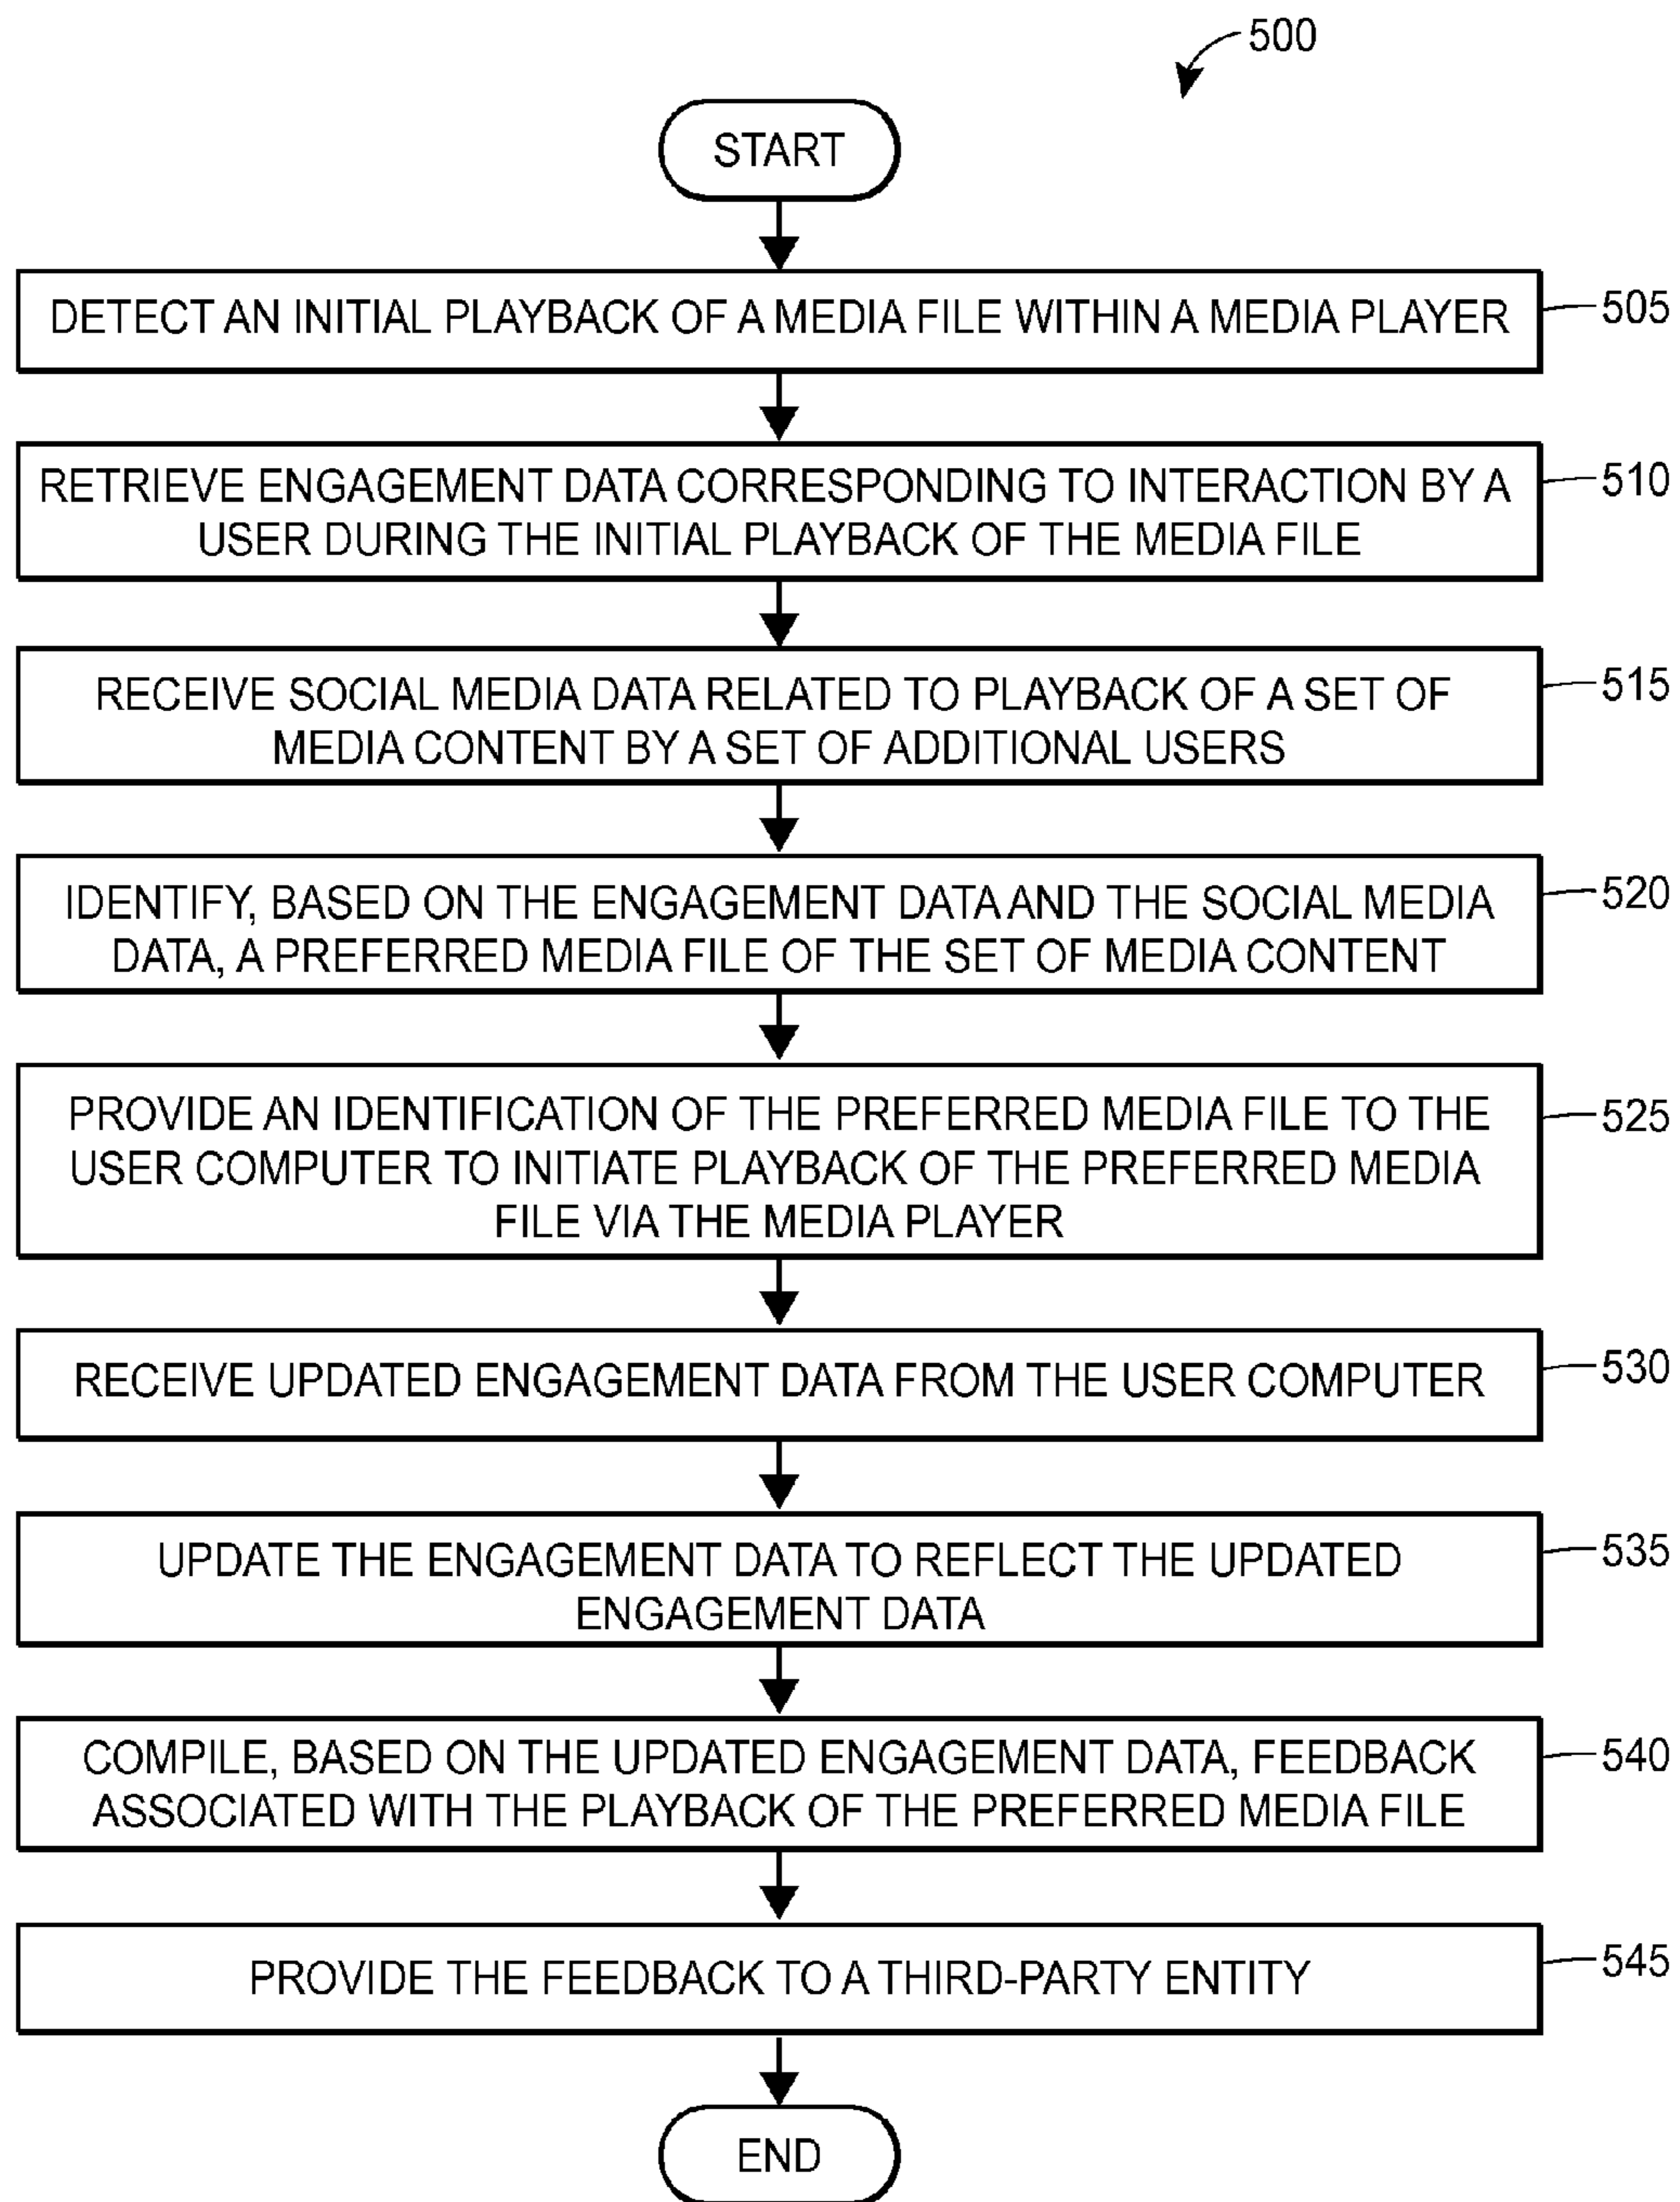 500
START
DETECT AN INITIAL PLAYBACK OF A MEDIA FILE WITHIN A MEDIA PLAYER
505
RETRIEVE ENGAGEMENT DATA CORRESPONDING TO INTERACTION BY A
USER DURING THE INITIAL PLAYBACK OF THE MEDIA FILE
510
RECEIVE SOCIAL MEDIA DATA RELATED TO PLAYBACK OF A SET OF
MEDIA CONTENT BY A SET OF ADDITIONAL USERS
515
IDENTIFY, BASED ON THE ENGAGEMENT DATA AND THE SOCIAL MEDIA
DATA, A PREFERRED MEDIA FILE OF THE SET OF MEDIA CONTENT
520
PROVIDE AN IDENTIFICATION OF THE PREFERRED MEDIA FILE TO THE
USER COMPUTER TO INITIATE PLAYBACK OF THE PREFERRED MEDIA
FILE VIA THE MEDIA PLAYER
525
RECEIVE UPDATED ENGAGEMENT DATA FROM THE USER COMPUTER
530
UPDATE THE ENGAGEMENT DATA TO REFLECT THE UPDATED
ENGAGEMENT DATA
535
COMPILE, BASED ON THE UPDATED ENGAGEMENT DATA, FEEDBACK
ASSOCIATED WITH THE PLAYBACK OF THE PREFERRED MEDIA FILE
540
PROVIDE THE FEEDBACK TO A THIRD-PARTY ENTITY
545
END